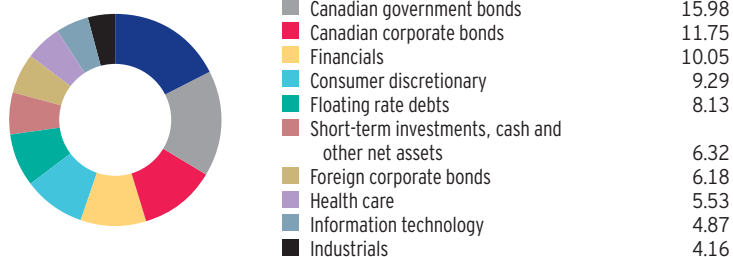 Canadian government bonds 15.98
Canadian corporate bonds 11.75
Financials 10.05
Consumer discretionary 9.29
Floating rate debts 8.13
Short-term investments, cash and
other net assets 6.32
Foreign corporate bonds 6.18
Health care 5.53
Information technology 4.87
Industrials 4.16